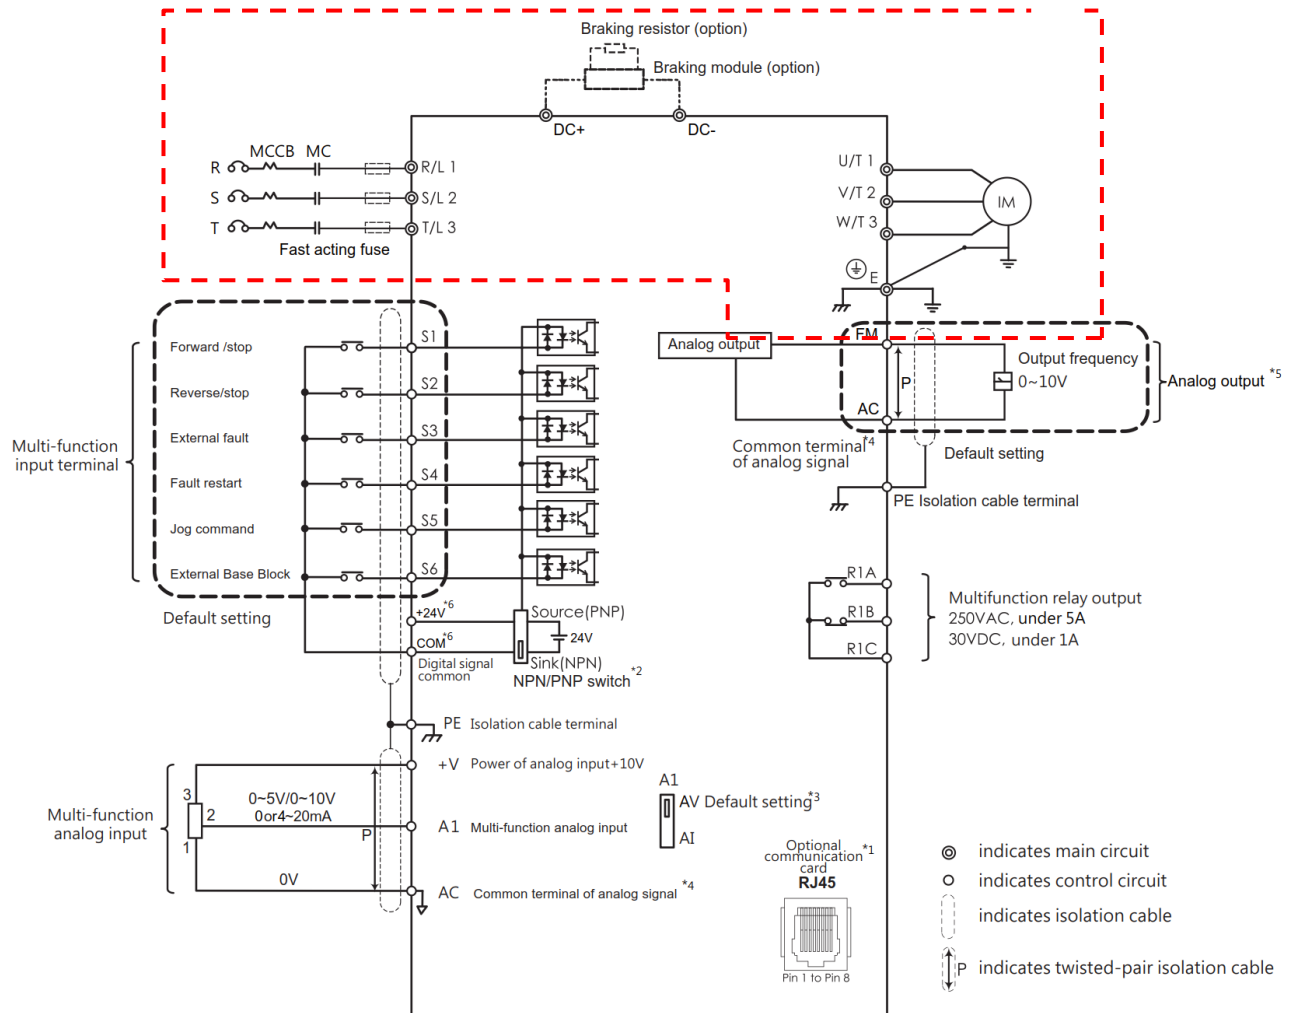 Braking resistor (option)
Braking module (option)
DC+
DC-
MCCB MC
R
R/L 1
S
S/L 2
T
T/L 3
Fast acting fuse
U/T 1
V/T 2
W/T 3
IM
E
Multi-function
input terminal
Forward /stop
S1
Reverse/stop
S2
External fault
S3
Fault restart
S4
Jog command
S5
External Base Block
S6
Default setting
+24V*6
COM*6
Digital signal
common
Source(PNP)
24V
Sink(NPN)
NPN/PNP switch*2
PE Isolation cable terminal
Analog output
FM
P
AC
Output frequency
0~10V
Analog output *5
Common terminal*4
of analog signal
Default setting
PE Isolation cable terminal
R1A
R1B
R1C
Multifunction relay output
250VAC, under 5A
30VDC, under 1A
Multi-function
analog input
3
2
1
0~5V/0~10V
0or4~20mA
0V
P
+V Power of analog input+10V
A1 Multi-function analog input
AC Common terminal of analog signal *4
A1
AV Default setting*3
AI
Optional
communication*1
card
RJ45
Pin 1 to Pin 8
indicates main circuit
indicates control circuit
indicates isolation cable
P indicates twisted-pair isolation cable